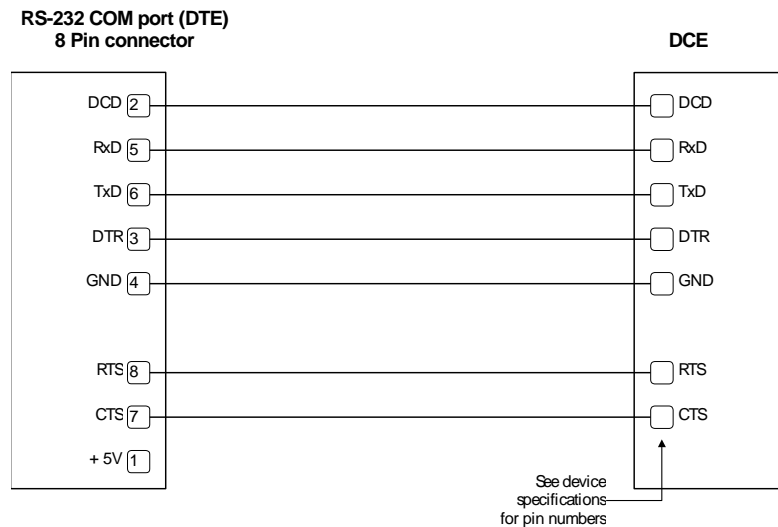 RS-232 COM port (DTE)
8 Pin connector
DCE
DCD 2 DCD
RxD 5 RxD
TxD 6 TxD
DTR 3 DTR
GND 4 GND
RTS 8 RTS
CTS 7 CTS
+ 5V 1
See device
specifications
for pin numbers